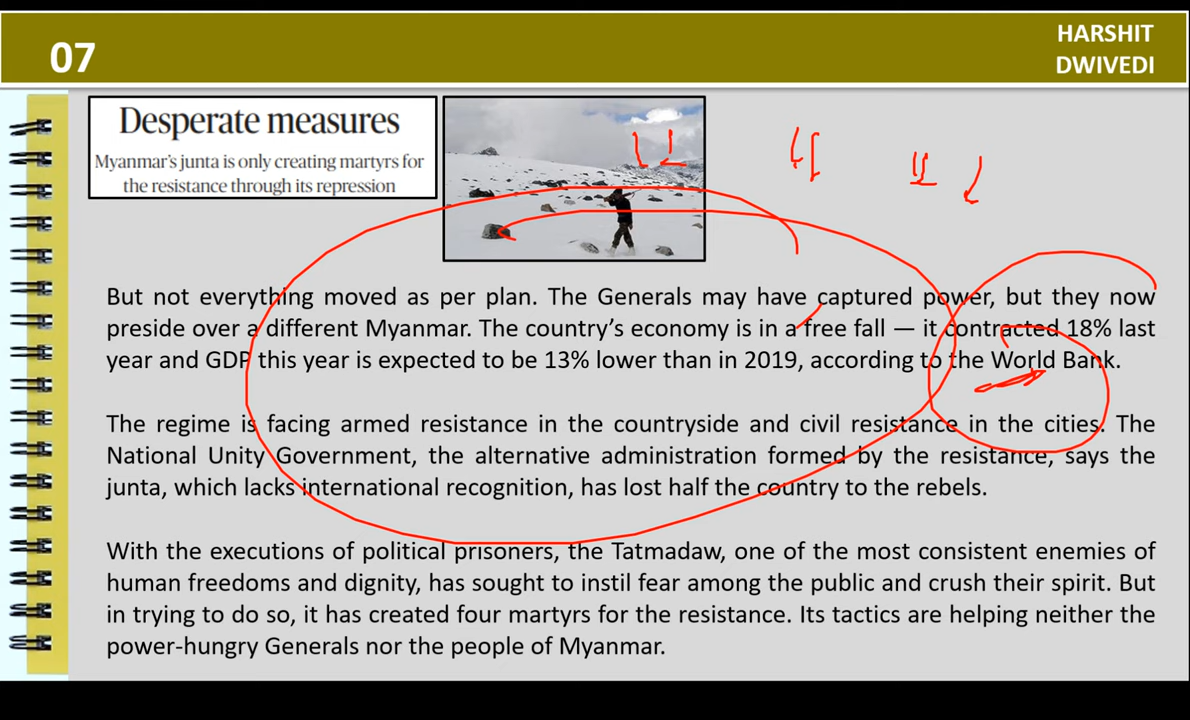 07
HARSHIT
DWIVEDI
Desperate measures
Myanmar's junta is only creating martyrs for
the resistance through its repression
But not everything moved as per plan. The Generals may have captured power, but they now
preside over a different Myanmar. The country's economy is in a free fall — it contracted 18% last
year and GDP this year is expected to be 13% lower than in 2019, according to the World Bank.
The regime is facing armed resistance in the countryside and civil resistance in the cities. The
National Unity Government, the alternative administration formed by the resistance, says the
junta, which lacks international recognition, has lost half the country to the rebels.
With the executions of political prisoners, the Tatmadaw, one of the most consistent enemies of
human freedoms and dignity, has sought to instil fear among the public and crush their spirit. But
in trying to do so, it has created four martyrs for the resistance. Its tactics are helping neither the
power-hungry Generals nor the people of Myanmar.